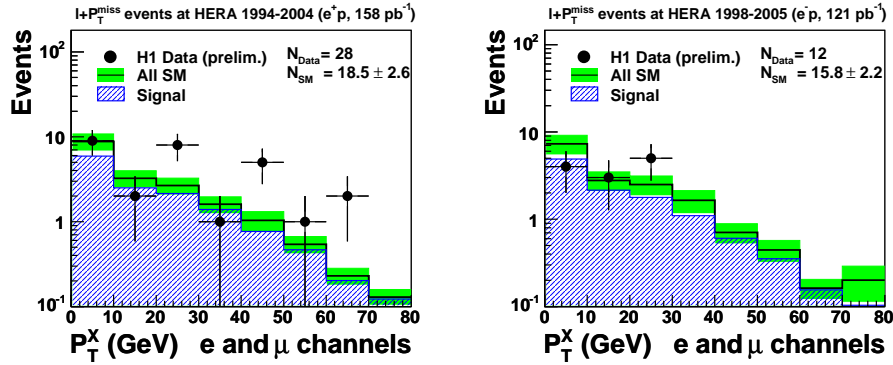 l+P_T^miss events at HERA 1994-2004 (e⁺p, 158 pb⁻¹)
Events
H1 Data (prelim.)
All SM
Signal
N_Data = 28
N_SM = 18.5 ± 2.6
10²
10
1
10⁻¹
0 10 20 30 40 50 60 70 80
P_T^X (GeV) e and μ channels
l+P_T^miss events at HERA 1998-2005 (e⁻p, 121 pb⁻¹)
Events
H1 Data (prelim.)
All SM
Signal
N_Data = 12
N_SM = 15.8 ± 2.2
10²
10
1
10⁻¹
0 10 20 30 40 50 60 70 80
P_T^X (GeV) e and μ channels